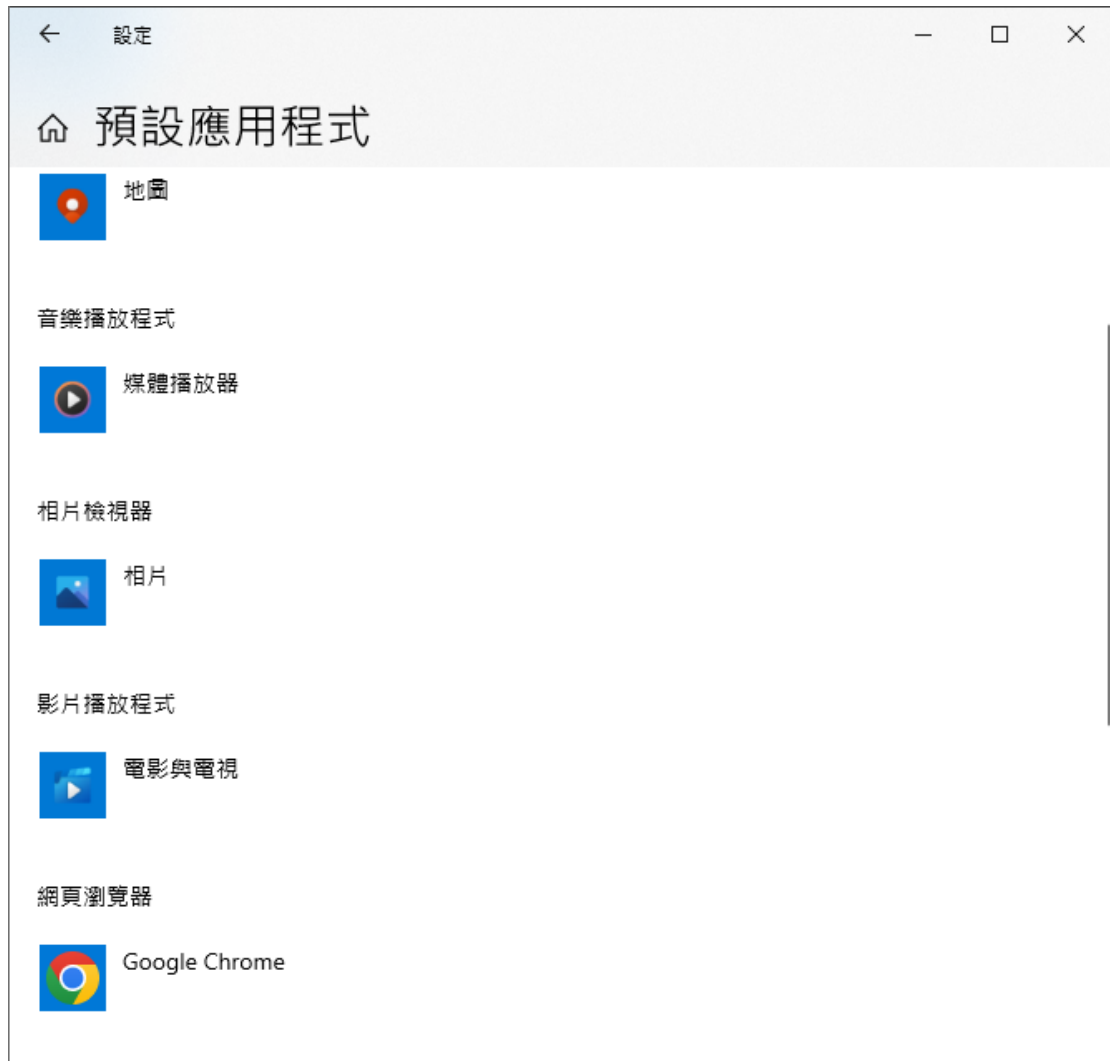 設定
預設應用程式
地圖
音樂播放程式
媒體播放器
相片檢視器
相片
影片播放程式
電影與電視
網頁瀏覽器
Google Chrome